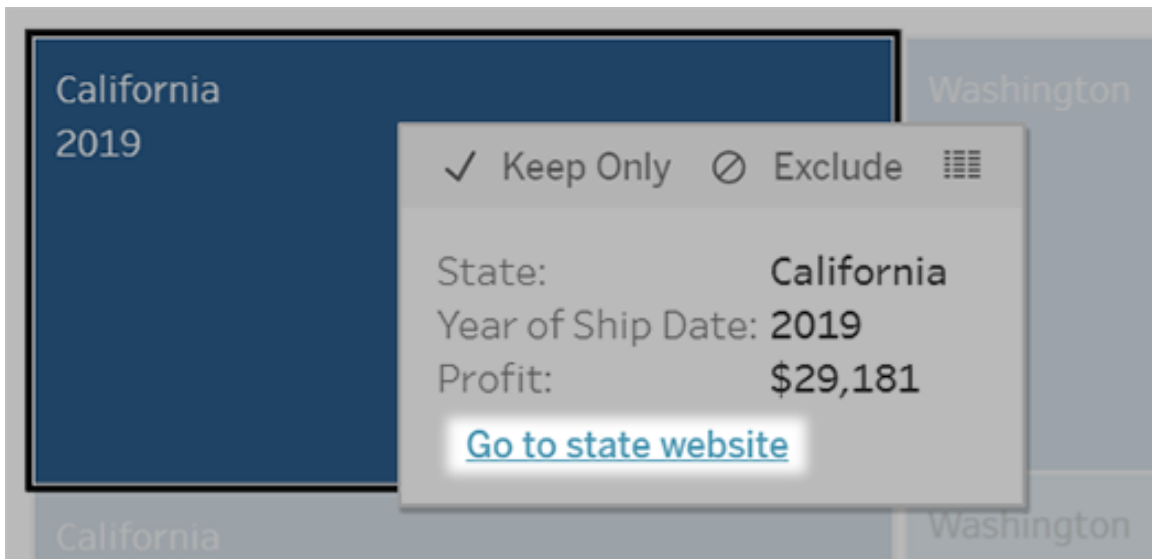 California
2019
Washington
Keep Only Exclude
State: California
Year of Ship Date: 2019
Profit: $29,181
Go to state website
California
Washington